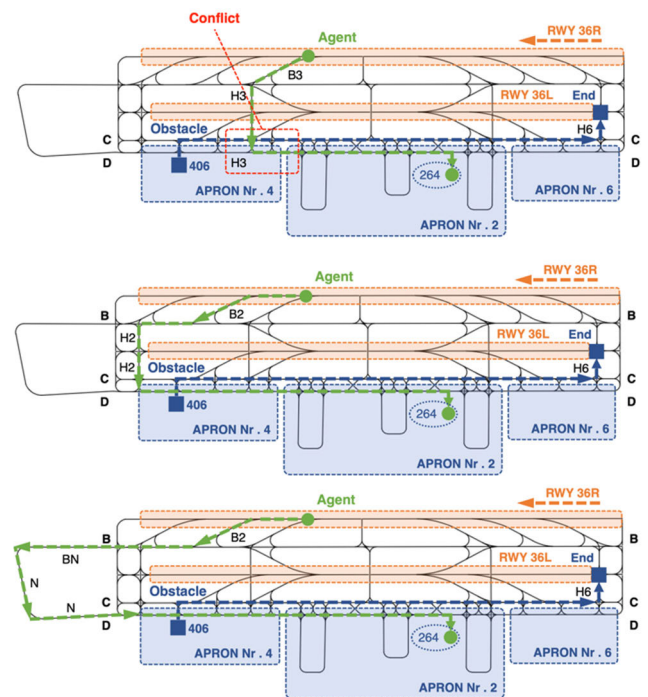 Conflict
RWY 36R
Agent
B3
H3
RWY 36L
End
Obstacle
H6
C
C
H3
D
D
406
264
APRON Nr . 4
APRON Nr . 6
APRON Nr . 2
RWY 36R
Agent
B
B
B2
H2
RWY 36L
End
H2
Obstacle
H6
C
C
D
D
406
264
APRON Nr . 4
APRON Nr . 6
APRON Nr . 2
RWY 36R
Agent
B
B
B2
BN
RWY 36L
End
N
Obstacle
H6
N
C
C
D
D
406
264
APRON Nr . 4
APRON Nr . 6
APRON Nr . 2